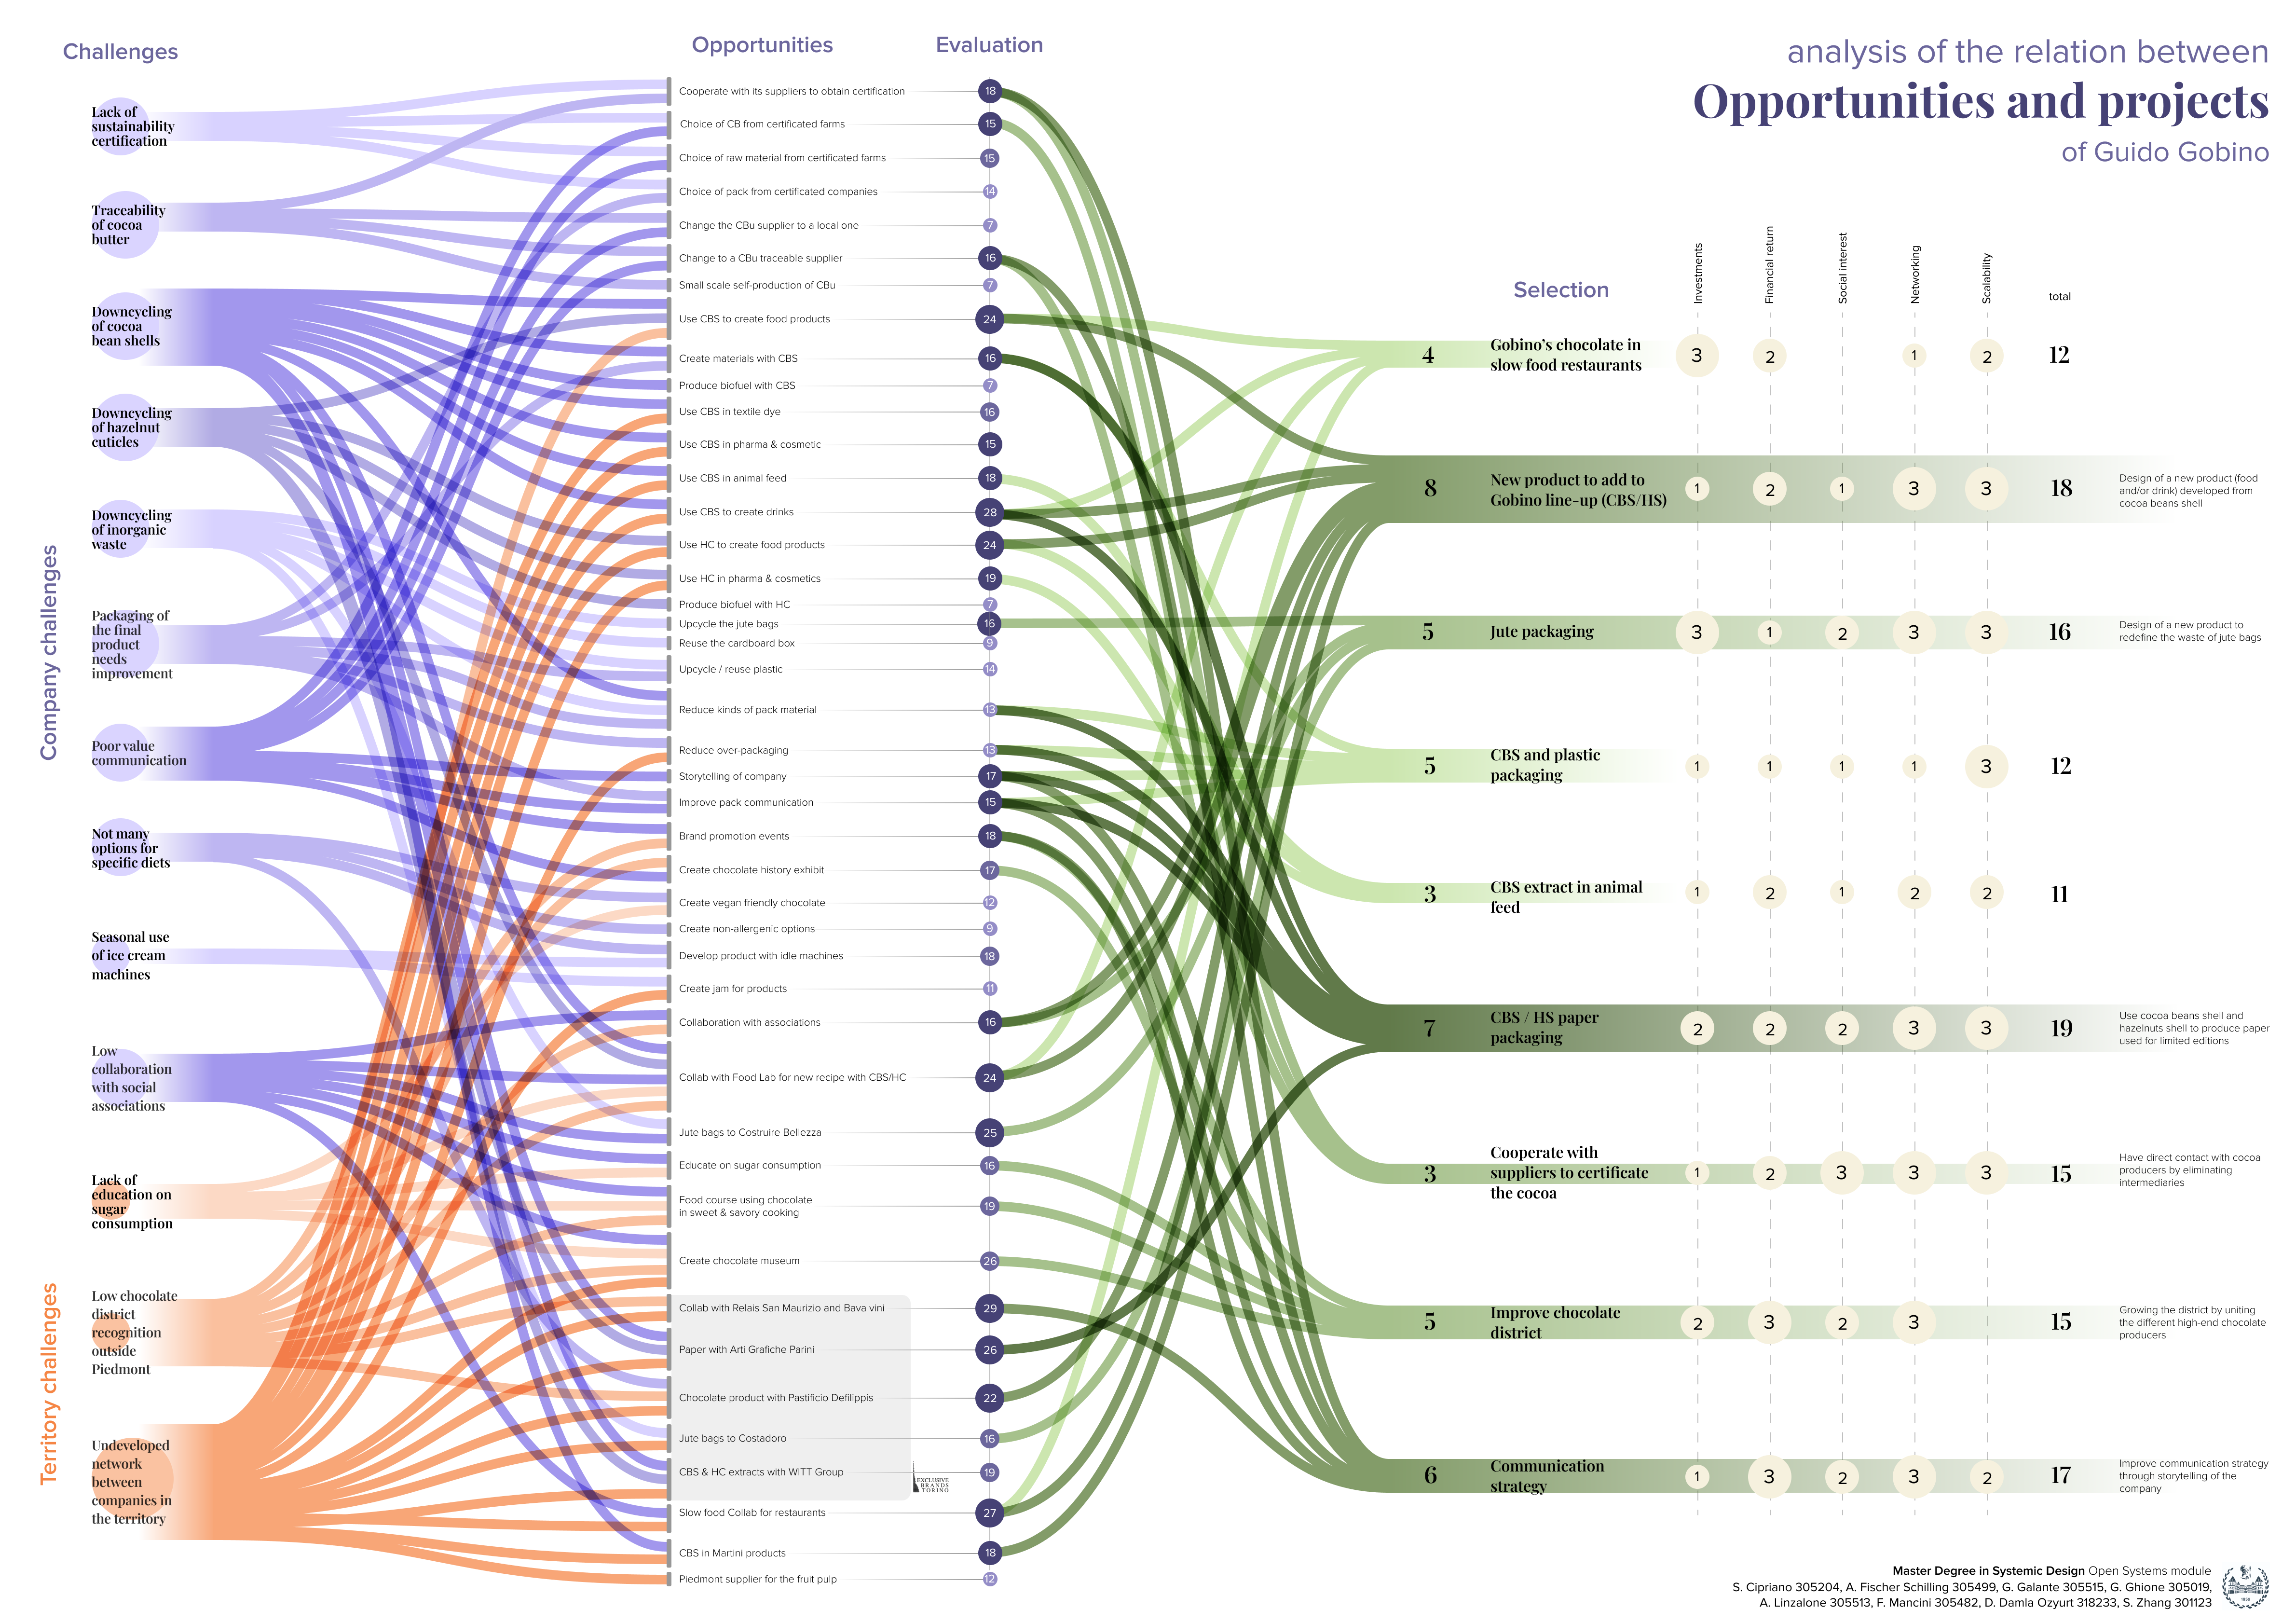 Challenges
Opportunities
Evaluation
analysis of the relation between
Opportunities and projects
of Guido Gobino
Company challenges
Lack of
sustainability
certification
Traceability
of cocoa
butter
Downcycling
of cocoa
bean shells
Downcycling
of hazelnut
cuticles
Downcycling
of inorganic
waste
Packaging of
the final
product
needs
improvement
Poor value
communication
Not many
options for
specific diets
Seasonal use
of ice cream
machines
Low
collaboration
with social
associations
Territory challenges
Lack of
education on
sugar
consumption
Low chocolate
district
recognition
outside
Piedmont
Undeveloped
network
between
companies in
the territory
Cooperate with its suppliers to obtain certification 18
Choice of CB from certificated farms 15
Choice of raw material from certificated farms 15
Choice of pack from certificated companies 14
Change the CBu supplier to a local one 7
Change to a CBu traceable supplier 16
Small scale self-production of CBu 7
Use CBS to create food products 24
Create materials with CBS 16
Produce biofuel with CBS 7
Use CBS in textile dye 16
Use CBS in pharma & cosmetic 15
Use CBS in animal feed 18
Use CBS to create drinks 28
Use HC to create food products 24
Use HC in pharma & cosmetics 19
Produce biofuel with HC 7
Upcycle the jute bags 16
Reuse the cardboard box 9
Upcycle / reuse plastic 14
Reduce kinds of pack material 13
Reduce over-packaging 13
Storytelling of company 17
Improve pack communication 15
Brand promotion events 18
Create chocolate history exhibit 17
Create vegan friendly chocolate 12
Create non-allergenic options 9
Develop product with idle machines 18
Create jam for products 11
Collaboration with associations 16
Collab with Food Lab for new recipe with CBS/HC 24
Jute bags to Costruire Bellezza 25
Educate on sugar consumption 16
Food course using chocolate
in sweet & savory cooking 19
Create chocolate museum 26
Collab with Relais San Maurizio and Bava vini 29
Paper with Arti Grafiche Parini 26
Chocolate product with Pastificio Defilippis 22
Jute bags to Costadoro 16
CBS & HC extracts with WITT Group 19
EXCLUSIVE
BRANDS
TORINO
Slow food Collab for restaurants 27
CBS in Martini products 18
Piedmont supplier for the fruit pulp 12
Selection
Investments
Financial return
Social interest
Networking
Scalability
total
4 Gobino's chocolate in
slow food restaurants
3 2 1 2 12
8 New product to add to
Gobino line-up (CBS/HS)
1 2 1 3 3 18
Design of a new product (food
and/or drink) developed from
cocoa beans shell
5 Jute packaging
3 1 2 3 3 16
Design of a new product to
redefine the waste of jute bags
5 CBS and plastic
packaging
1 1 1 1 3 12
3 CBS extract in animal
feed
1 2 1 2 2 11
7 CBS / HS paper
packaging
2 2 2 3 3 19
Use cocoa beans shell and
hazelnuts shell to produce paper
used for limited editions
3 Cooperate with
suppliers to certificate
the cocoa
1 2 3 3 3 15
Have direct contact with cocoa
producers by eliminating
intermediaries
5 Improve chocolate
district
2 3 2 3 15
Growing the district by uniting
the different high-end chocolate
producers
6 Communication
strategy
1 3 2 3 2 17
Improve communication strategy
through storytelling of the
company
Master Degree in Systemic Design Open Systems module
S. Cipriano 305204, A. Fischer Schilling 305499, G. Galante 305515, G. Ghione 305019,
A. Linzalone 305513, F. Mancini 305482, D. Damla Ozyurt 318233, S. Zhang 301123